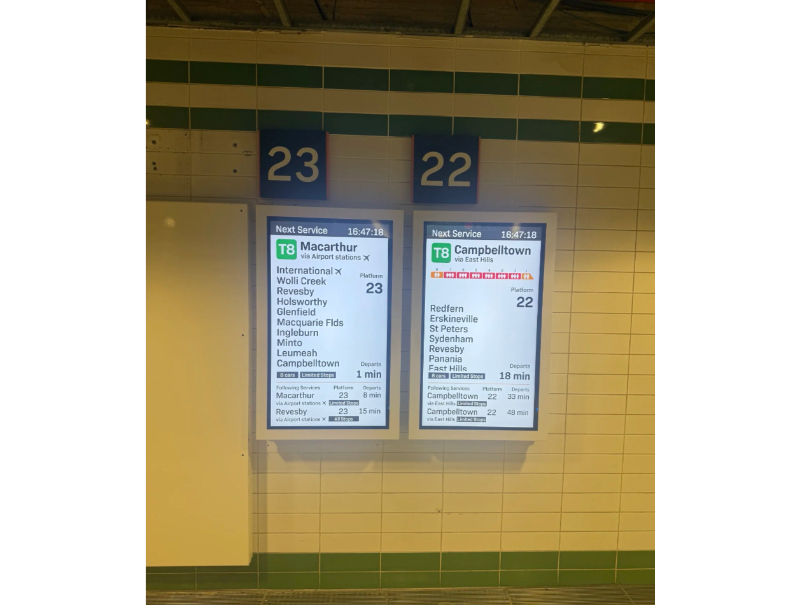 23
22
Next Service 16:47:18
T8 Macarthur
via Airport stations
International
Platform
Wolli Creek
23
Revesby
Holsworthy
Glenfield
Macquarie Flds
Ingleburn
Minto
Leumeah
Campbelltown
Departs
8 cars Limited Stops 1 min
Following Services Platform Departs
Macarthur 23 8 min
via Airport stations Limited Stops
Revesby 23 15 min
via Airport stations All Stops
Next Service 16:47:18
T8 Campbelltown
via East Hills
Platform
22
Redfern
Erskineville
St Peters
Sydenham
Revesby
Panania
East Hills
Departs
8 cars Limited Stops 18 min
Following Services Platform Departs
Campbelltown 22 33 min
via East Hills Limited Stops
Campbelltown 22 48 min
via East Hills Limited Stops